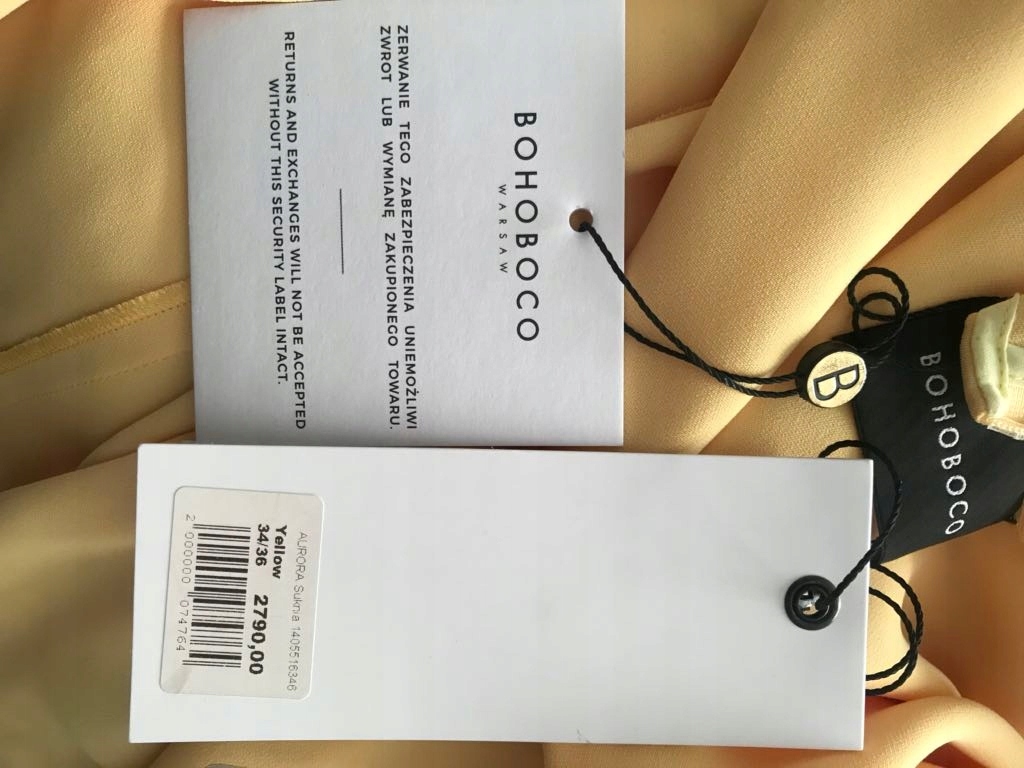 BOHOBOCO
WARSAW
ZERWANIE TEGO ZABEZPIECZENIA UNIEMOŻLIWI
ZWROT LUB WYMIANĘ ZAKUPIONEGO TOWARU.
RETURNS AND EXCHANGES WILL NOT BE ACCEPTED
WITHOUT THIS SECURITY LABEL INTACT.
B
BOHOBOCO
AURORA Suknia 1405516346
Yellow
34/36 2790,00
2 000000 074764